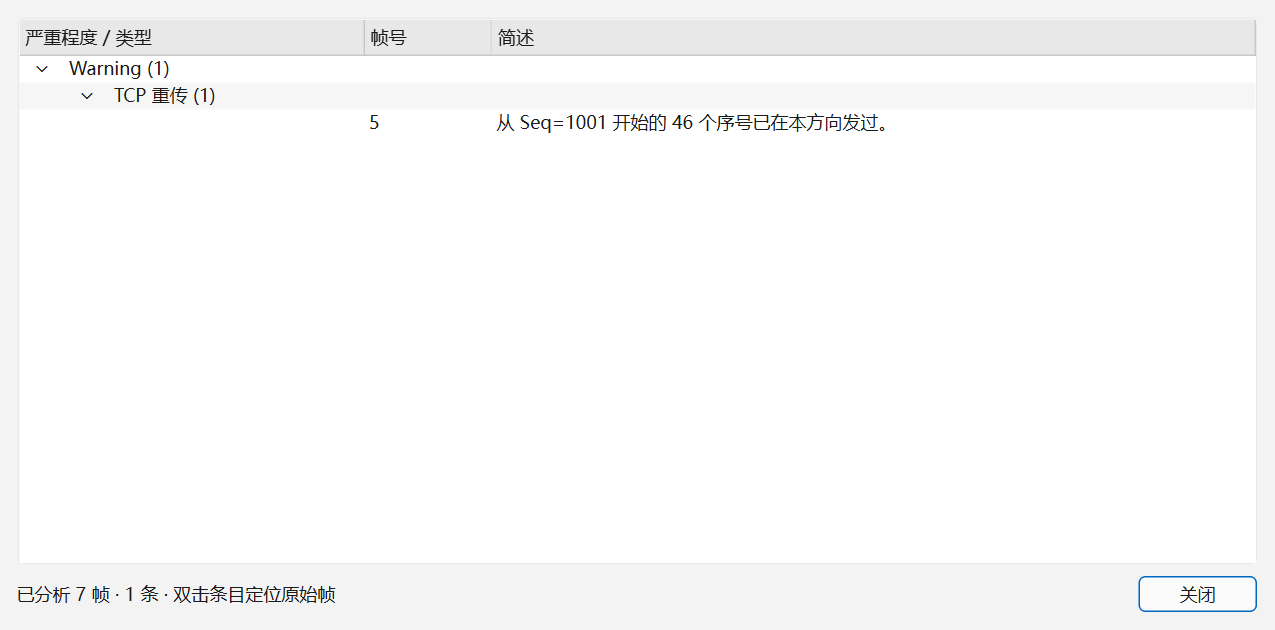 严重程度 / 类型 帧号 简述
Warning (1)
TCP 重传 (1)
5 从 Seq=1001 开始的 46 个序号已在本方向发过。
已分析 7 帧 · 1 条 · 双击条目定位原始帧 关闭